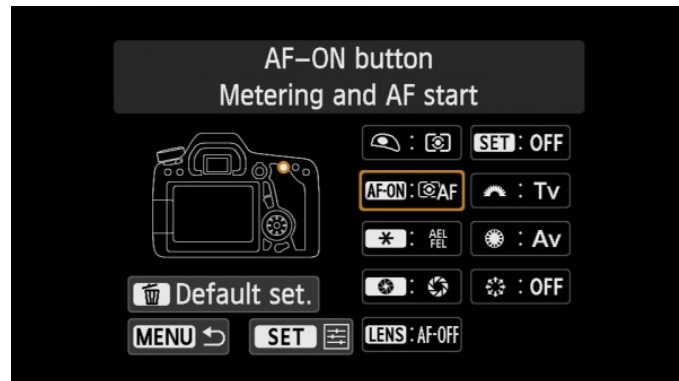 AF-ON button
Metering and AF start
SET: OFF
AF-ON: AF
: Tv
: AEL FEL
: Av
Default set.
: OFF
MENU
SET
LENS: AF-OFF